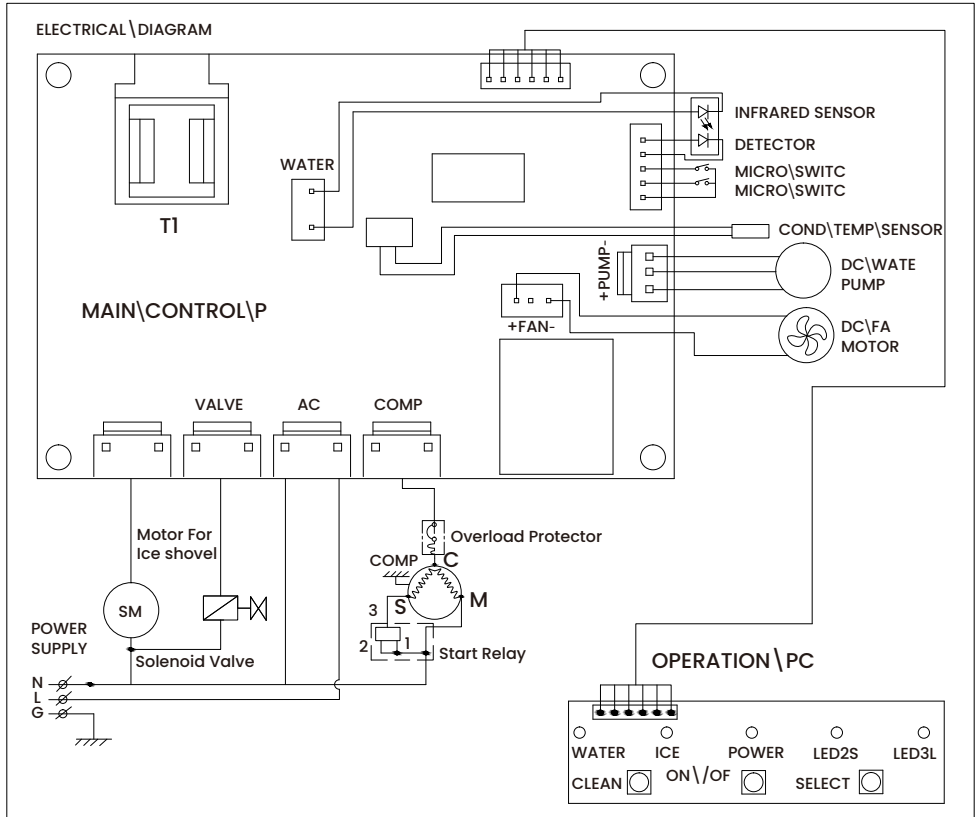 ELECTRICAL\DIAGRAM
INFRARED SENSOR
DETECTOR
MICRO\SWITC
MICRO\SWITC
WATER
T1
COND\TEMP\SENSOR
+PUMP-
DC\WATE
PUMP
MAIN\CONTROL\P
+FAN-
DC\FA
MOTOR
VALVE
AC
COMP
Motor For
Ice shovel
Overload Protector
COMP
C
S
M
SM
3
2
1
Start Relay
POWER
SUPPLY
Solenoid Valve
N
L
G
OPERATION\PC
WATER
ICE
POWER
LED2S
LED3L
CLEAN
ON\/OF
SELECT